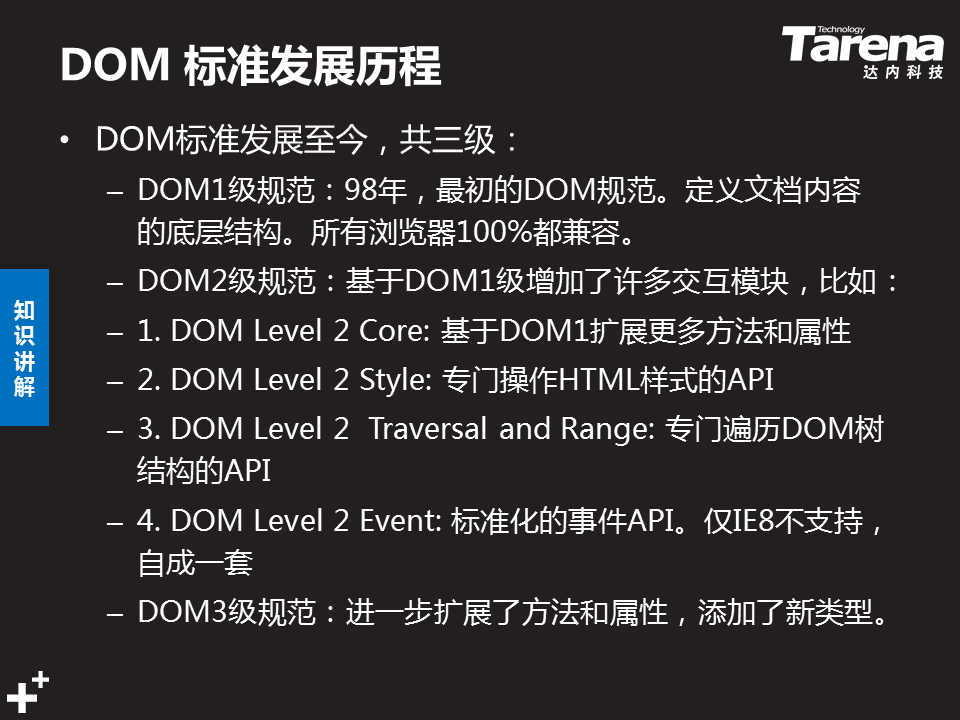 DOM 标准发展历程
Technology
Tarena
达内科技
• DOM标准发展至今，共三级：
– DOM1级规范：98年，最初的DOM规范。定义文档内容
的底层结构。所有浏览器100%都兼容。
– DOM2级规范：基于DOM1级增加了许多交互模块，比如：
– 1. DOM Level 2 Core: 基于DOM1扩展更多方法和属性
– 2. DOM Level 2 Style: 专门操作HTML样式的API
– 3. DOM Level 2  Traversal and Range: 专门遍历DOM树
结构的API
– 4. DOM Level 2 Event: 标准化的事件API。仅IE8不支持，
自成一套
– DOM3级规范：进一步扩展了方法和属性，添加了新类型。
知
识
讲
解